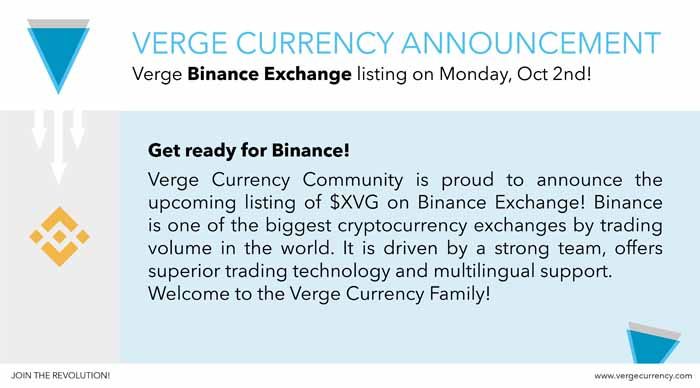 VERGE CURRENCY ANNOUNCEMENT
Verge Binance Exchange listing on Monday, Oct 2nd!
Get ready for Binance!
Verge Currency Community is proud to announce the
upcoming listing of $XVG on Binance Exchange! Binance
is one of the biggest cryptocurrency exchanges by trading
volume in the world. It is driven by a strong team, offers
superior trading technology and multilingual support.
Welcome to the Verge Currency Family!
JOIN THE REVOLUTION!
www.vergecurrency.com